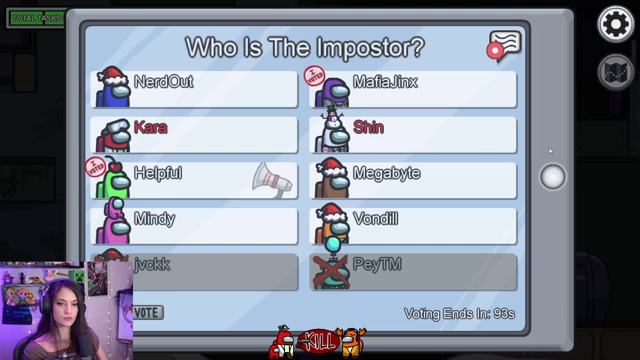 TOTAL TASKS
Who Is The Impostor?
NerdOut
I VOTED
MafiaJinx
Kara
Shin
I VOTED
Helpful
Megabyte
Mindy
Vondill
jvckk
PeyTM
VOTE
Voting Ends In: 93s
KILL